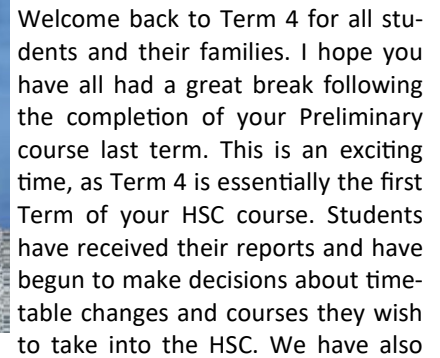 Welcome back to Term 4 for all stu-
dents and their families. I hope you
have all had a great break following
the completion of your Preliminary
course last term. This is an exciting
time, as Term 4 is essentially the first
Term of your HSC course. Students
have received their reports and have
begun to make decisions about time-
table changes and courses they wish
to take into the HSC. We have also